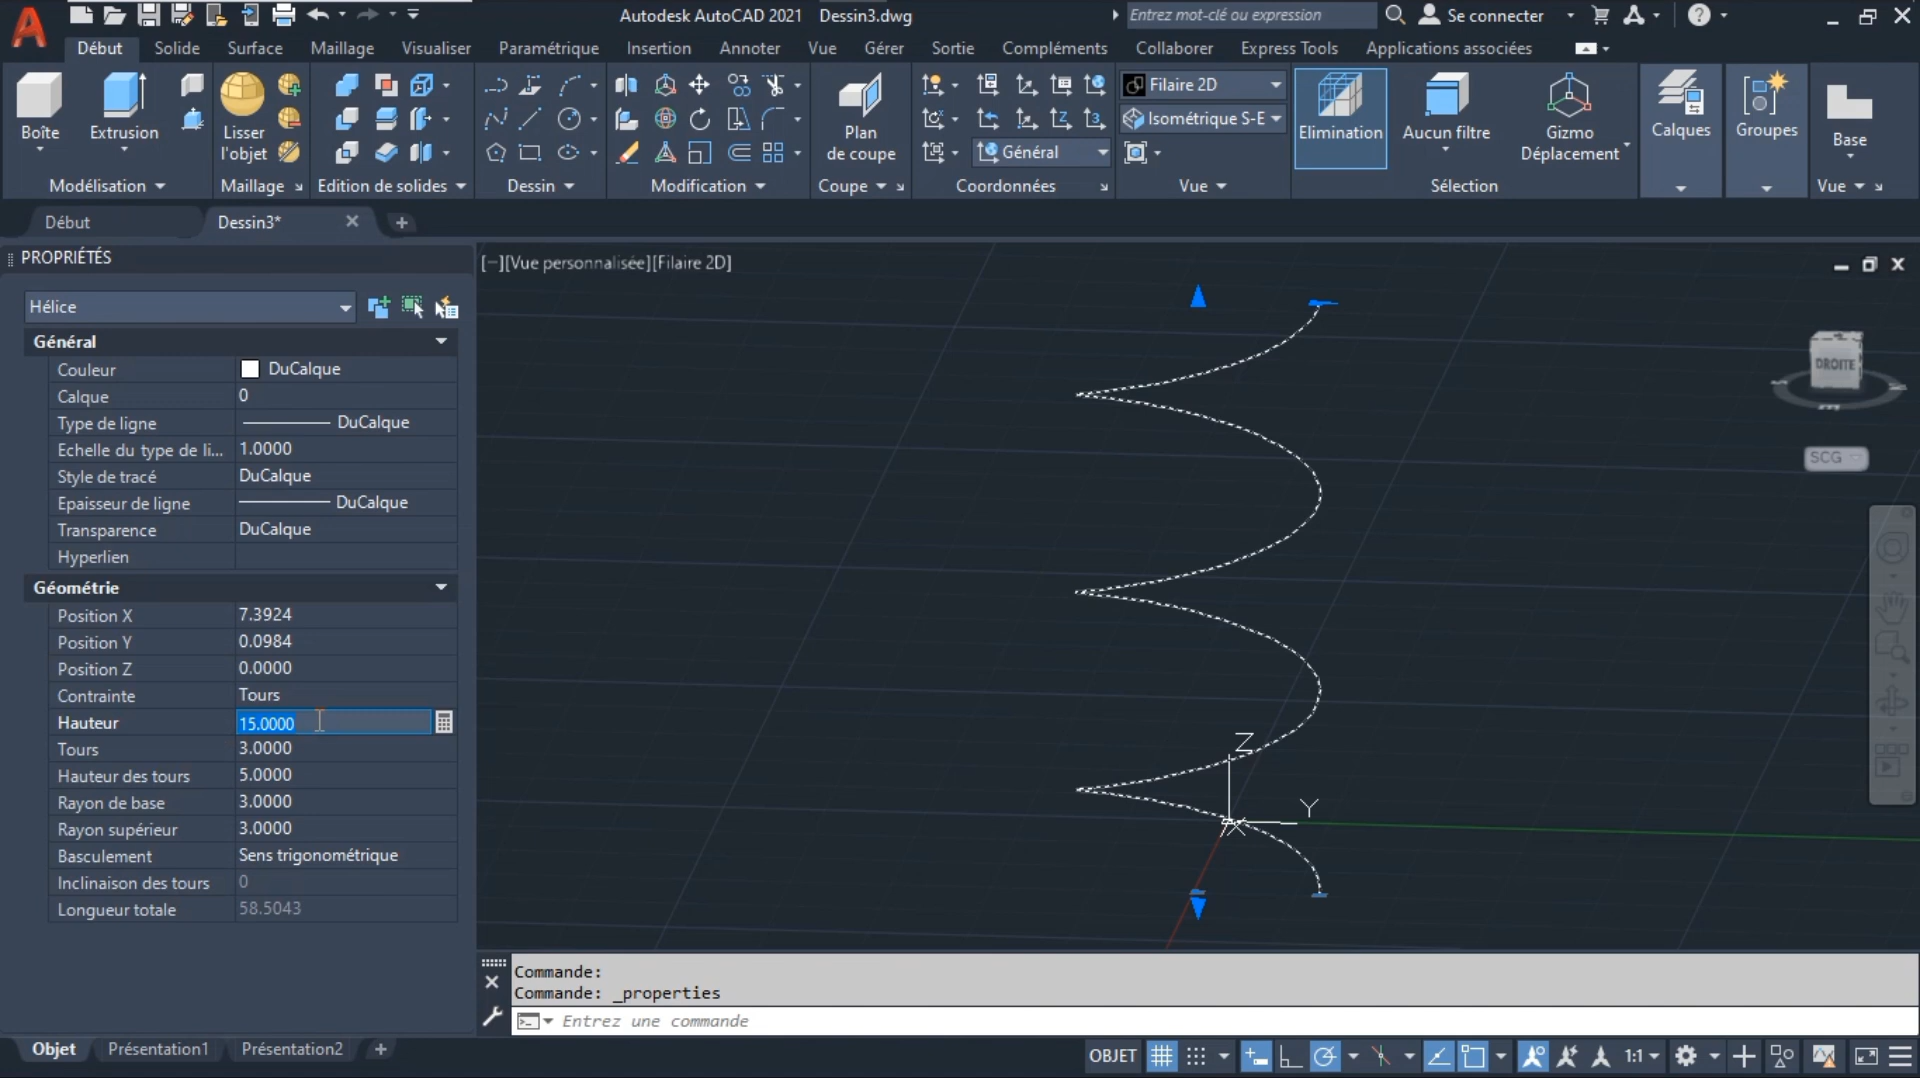 Autodesk AutoCAD 2021 Dessin3.dwg
Entrez mot-clé ou expression
Se connecter
Début Solide Surface Maillage Visualiser Paramétrique Insertion Annoter Vue Gérer Sortie Compléments Collaborer Express Tools Applications associées
Boîte
Extrusion
Lisser
l'objet
Plan
de coupe
Général
Filaire 2D
Isométrique S-E
Elimination
Aucun filtre
Gizmo
Déplacement
Calques
Groupes
Base
Modélisation Maillage Edition de solides Dessin Modification Coupe Coordonnées Vue Sélection Vue
Début Dessin3*
PROPRIÉTÉS
Hélice
Général
Couleur DuCalque
Calque 0
Type de ligne DuCalque
Echelle du type de li... 1.0000
Style de tracé DuCalque
Epaisseur de ligne DuCalque
Transparence DuCalque
Hyperlien
Géométrie
Position X 7.3924
Position Y 0.0984
Position Z 0.0000
Contrainte Tours
Hauteur 15.0000
Tours 3.0000
Hauteur des tours 5.0000
Rayon de base 3.0000
Rayon supérieur 3.0000
Basculement Sens trigonométrique
Inclinaison des tours 0
Longueur totale 58.5043
[−][Vue personnalisée][Filaire 2D]
DROITE
SCG
Z
Y
X
Commande:
Commande: _properties
Entrez une commande
Objet Présentation1 Présentation2
OBJET
1:1